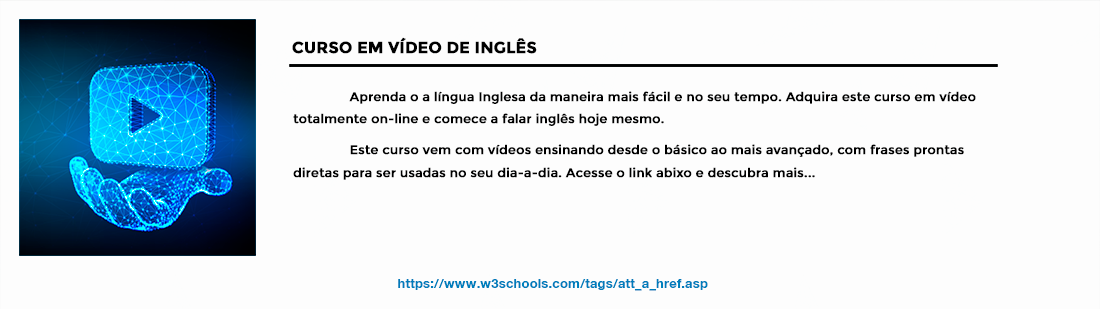 CURSO EM VÍDEO DE INGLÊS
Aprenda o a língua Inglesa da maneira mais fácil e no seu tempo. Adquira este curso em vídeo
totalmente on-line e comece a falar inglês hoje mesmo.
Este curso vem com vídeos ensinando desde o básico ao mais avançado, com frases prontas
diretas para ser usadas no seu dia-a-dia. Acesse o link abixo e descubra mais...
https://www.w3schools.com/tags/att_a_href.asp